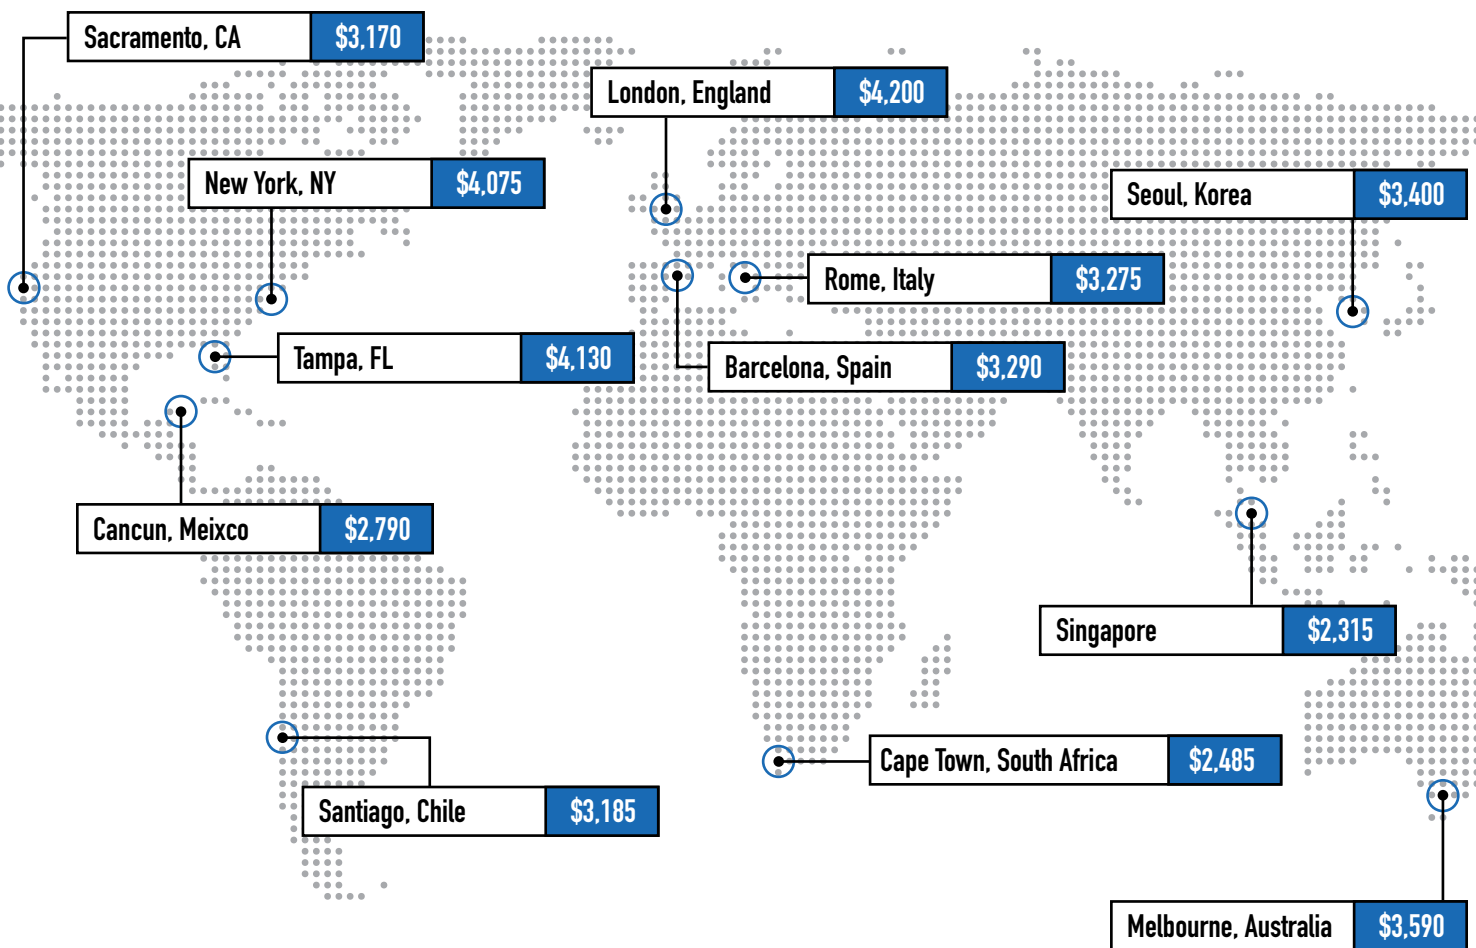 Sacramento, CA $3,170
London, England $4,200
New York, NY $4,075
Seoul, Korea $3,400
Rome, Italy $3,275
Tampa, FL $4,130
Barcelona, Spain $3,290
Cancun, Meixco $2,790
Singapore $2,315
Cape Town, South Africa $2,485
Santiago, Chile $3,185
Melbourne, Australia $3,590